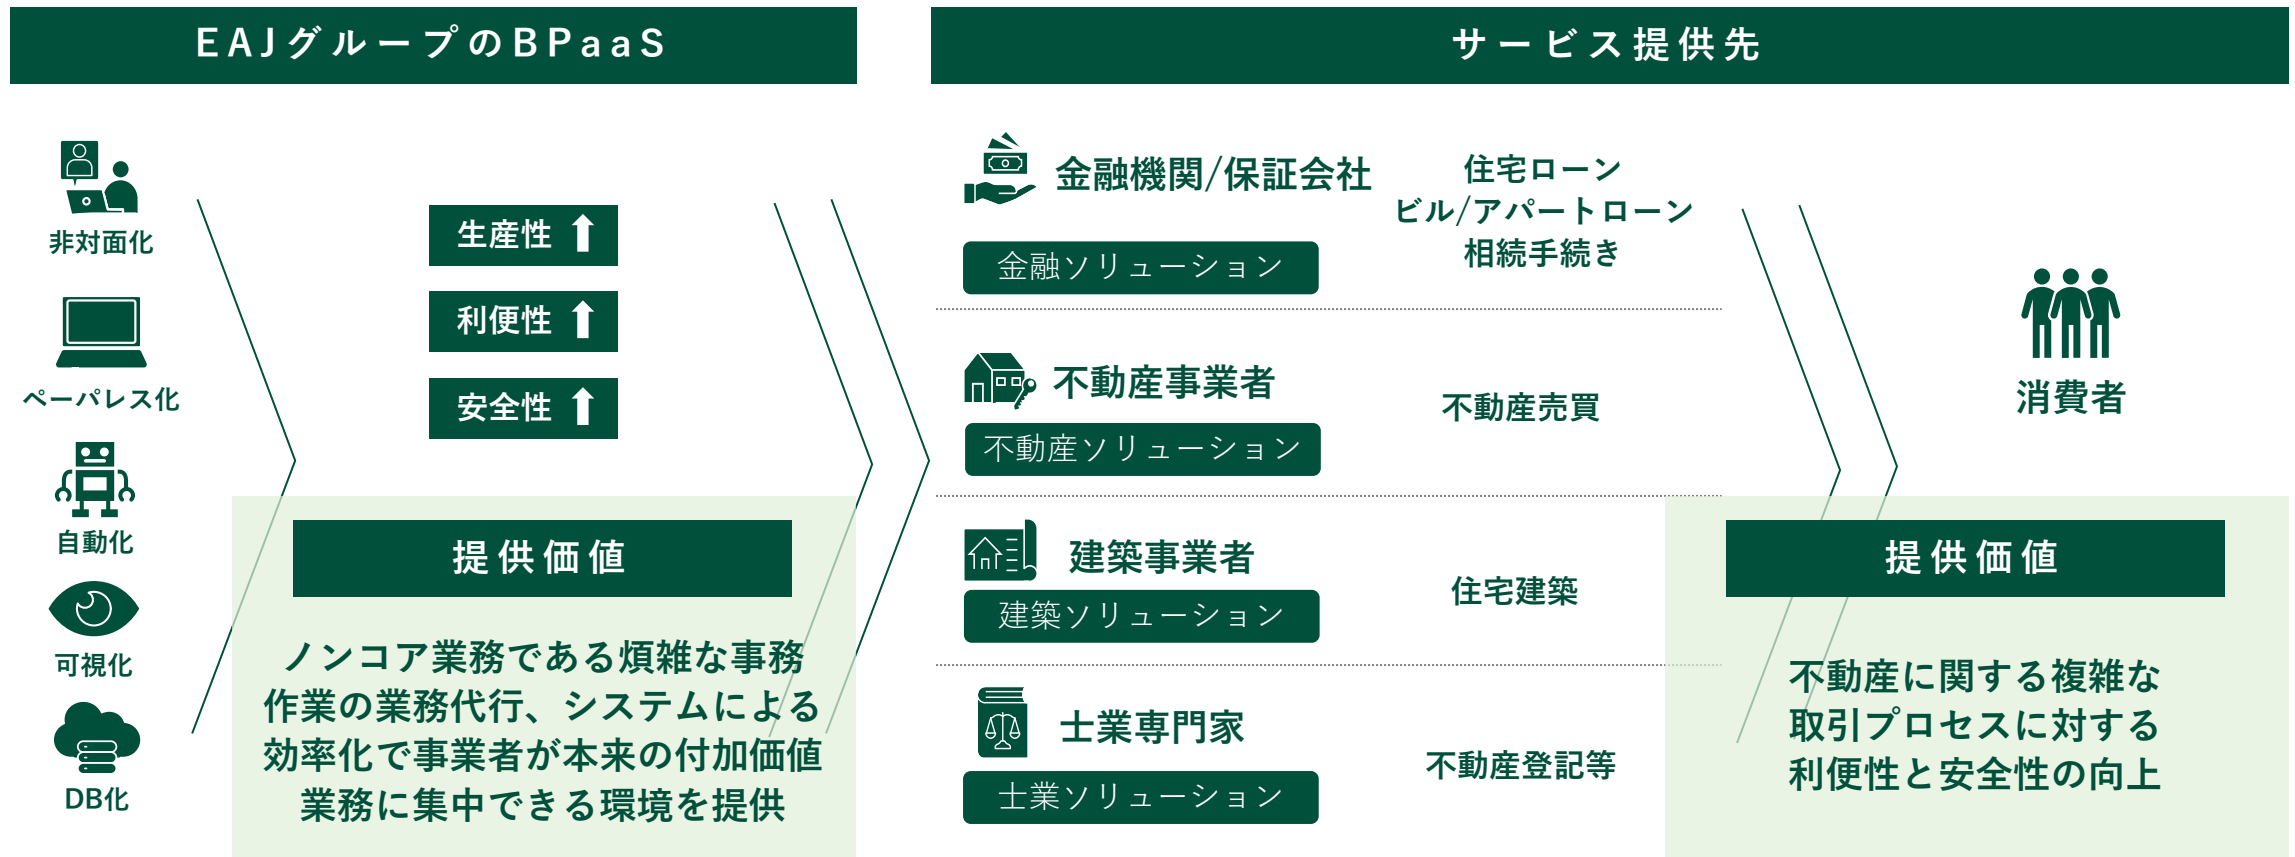 EAJグループのBPaaS
非対面化
ペーパレス化
自動化
可視化
DB化
生産性
利便性
安全性
提供価値
ノンコア業務である煩雑な事務
作業の業務代行、システムによる
効率化で事業者が本来の付加価値
業務に集中できる環境を提供
サービス提供先
金融機関/保証会社
金融ソリューション
住宅ローン
ビル/アパートローン
相続手続き
不動産事業者
不動産ソリューション
不動産売買
建築事業者
建築ソリューション
住宅建築
士業専門家
士業ソリューション
不動産登記等
消費者
提供価値
不動産に関する複雑な
取引プロセスに対する
利便性と安全性の向上